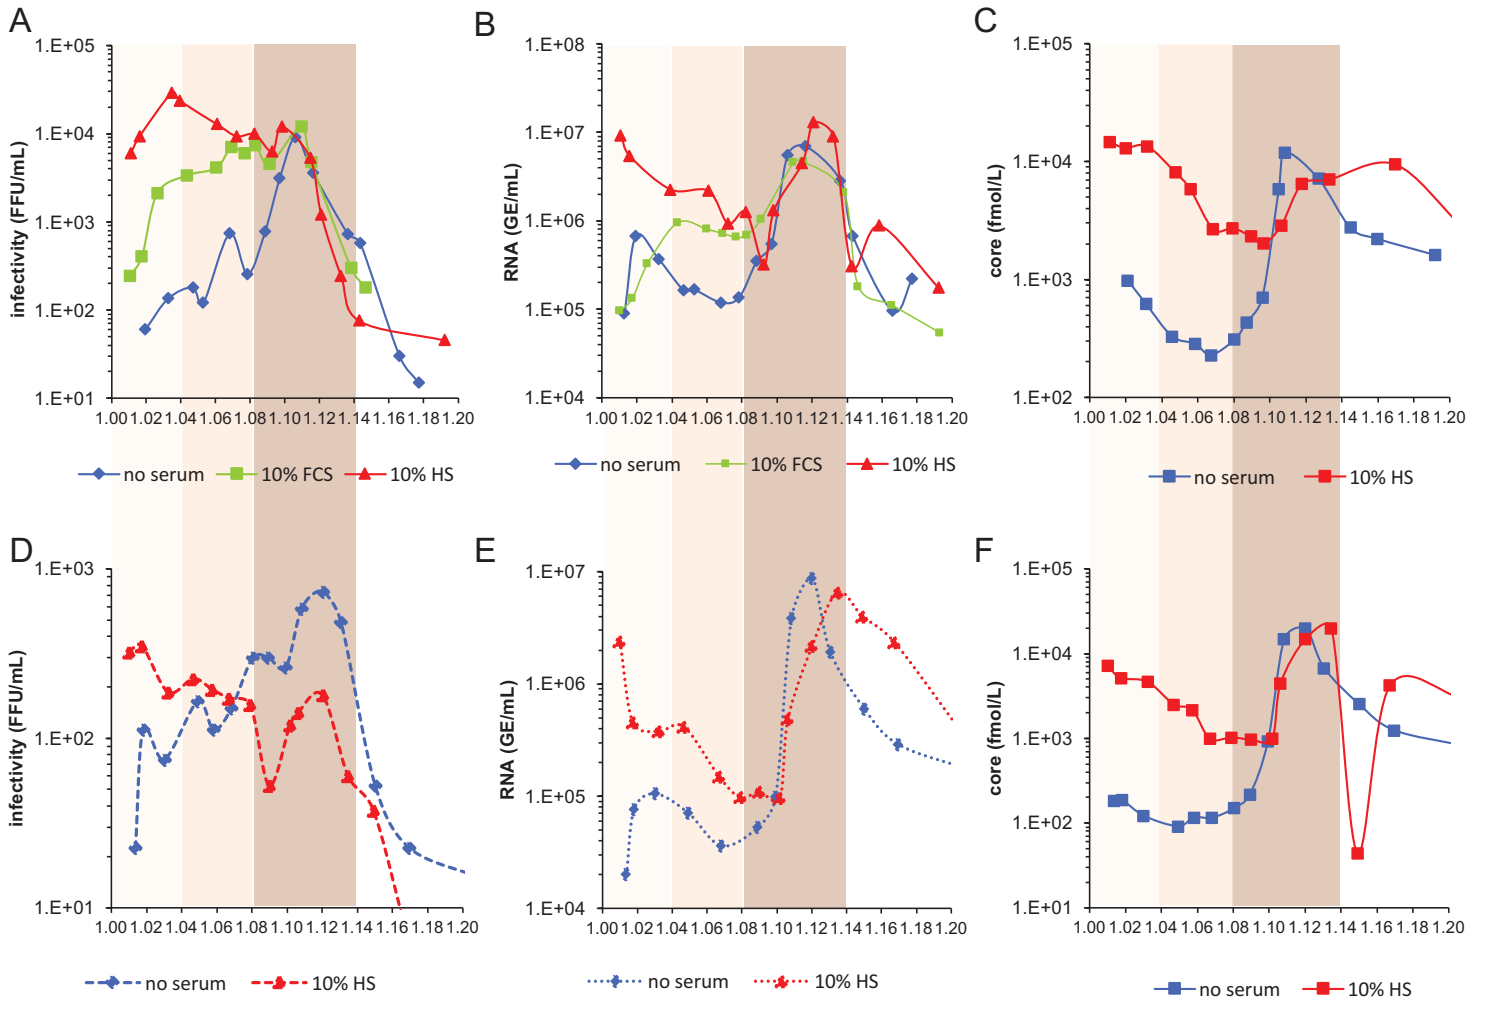 A
infectivity (FFU/mL)
1.E+05
1.E+04
1.E+03
1.E+02
1.E+01
1.00 1.02 1.04 1.06 1.08 1.10 1.12 1.14 1.16 1.18 1.20
no serum 10% FCS 10% HS
B
RNA (GE/mL)
1.E+08
1.E+07
1.E+06
1.E+05
1.E+04
1.00 1.02 1.04 1.06 1.08 1.10 1.12 1.14 1.16 1.18 1.20
no serum 10% FCS 10% HS
C
core (fmol/L)
1.E+05
1.E+04
1.E+03
1.E+02
1.00 1.02 1.04 1.06 1.08 1.10 1.12 1.14 1.16 1.18 1.20
no serum 10% HS
D
infectivity (FFU/mL)
1.E+03
1.E+02
1.E+01
1.00 1.02 1.04 1.06 1.08 1.10 1.12 1.14 1.16 1.18 1.20
no serum 10% HS
E
RNA (GE/mL)
1.E+07
1.E+06
1.E+05
1.E+04
1.00 1.02 1.04 1.06 1.08 1.10 1.12 1.14 1.16 1.18 1.20
no serum 10% HS
F
core (fmol/L)
1.E+05
1.E+04
1.E+03
1.E+02
1.E+01
1.00 1.02 1.04 1.06 1.08 1.10 1.12 1.14 1.16 1.18 1.20
no serum 10% HS